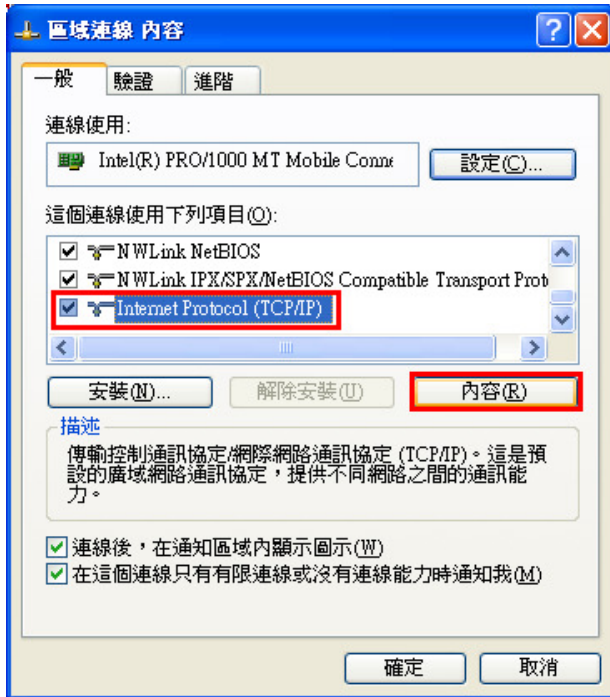 區域連線 內容
一般 驗證 進階
連線使用:
Intel(R) PRO/1000 MT Mobile Conne
設定(C)...
這個連線使用下列項目(O):
NWLink NetBIOS
NWLink IPX/SPX/NetBIOS Compatible Transport Prot
Internet Protocol (TCP/IP)
安裝(N)... 解除安裝(U) 內容(R)
描述
傳輸控制通訊協定/網際網路通訊協定 (TCP/IP)。這是預
設的廣域網路通訊協定，提供不同網路之間的通訊能
力。
連線後，在通知區域內顯示圖示(W)
在這個連線只有有限連線或沒有連線能力時通知我(M)
確定 取消